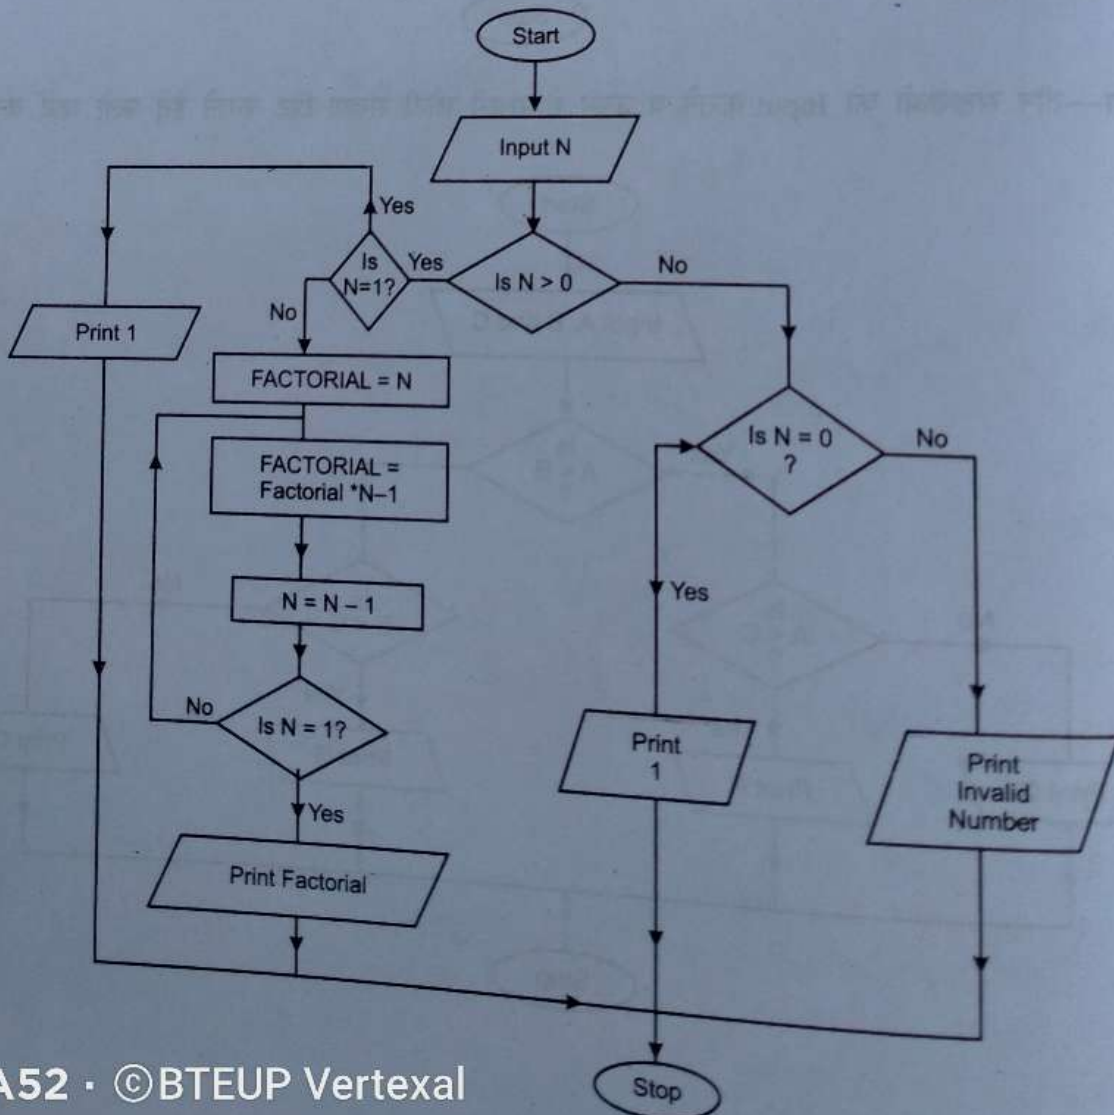 Start
Input N
Yes
Is
N=1?
Yes
Is N > 0
No
No
Print 1
FACTORIAL = N
FACTORIAL =
Factorial *N–1
Is N = 0
?
No
N = N – 1
Yes
No
Is N = 1?
Print
1
Print
Invalid
Number
Yes
Print Factorial
Stop
A52 · ©BTEUP Vertexal